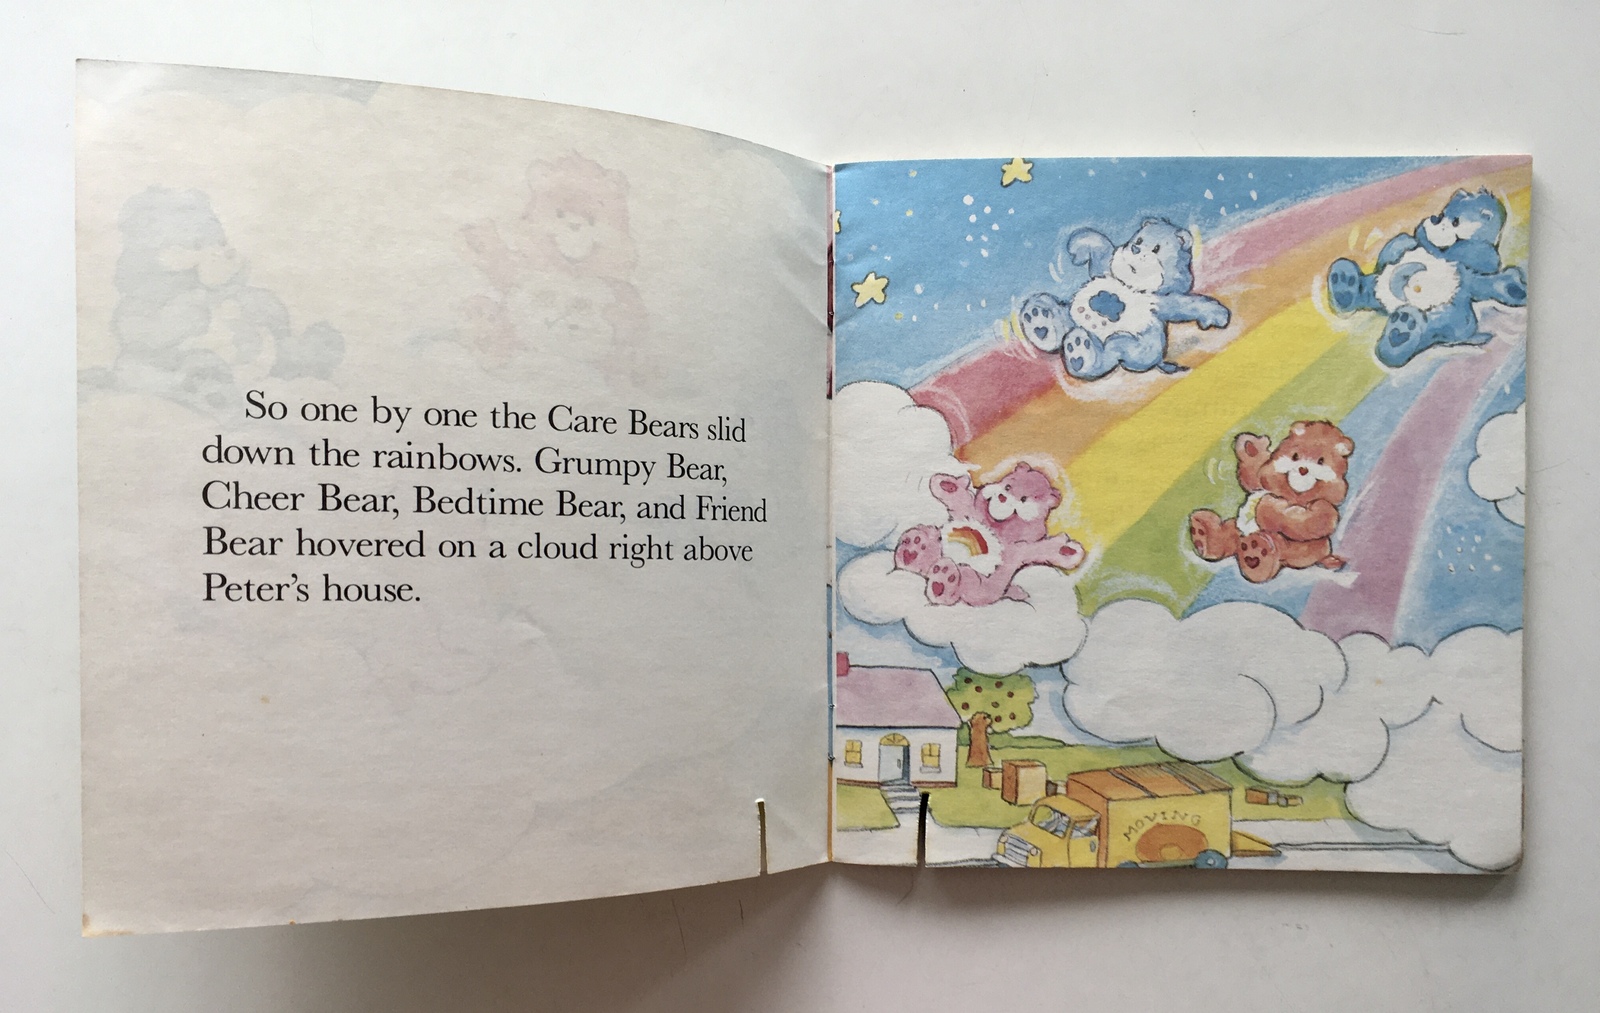 So one by one the Care Bears slid
down the rainbows. Grumpy Bear,
Cheer Bear, Bedtime Bear, and Friend
Bear hovered on a cloud right above
Peter's house.
MOVING